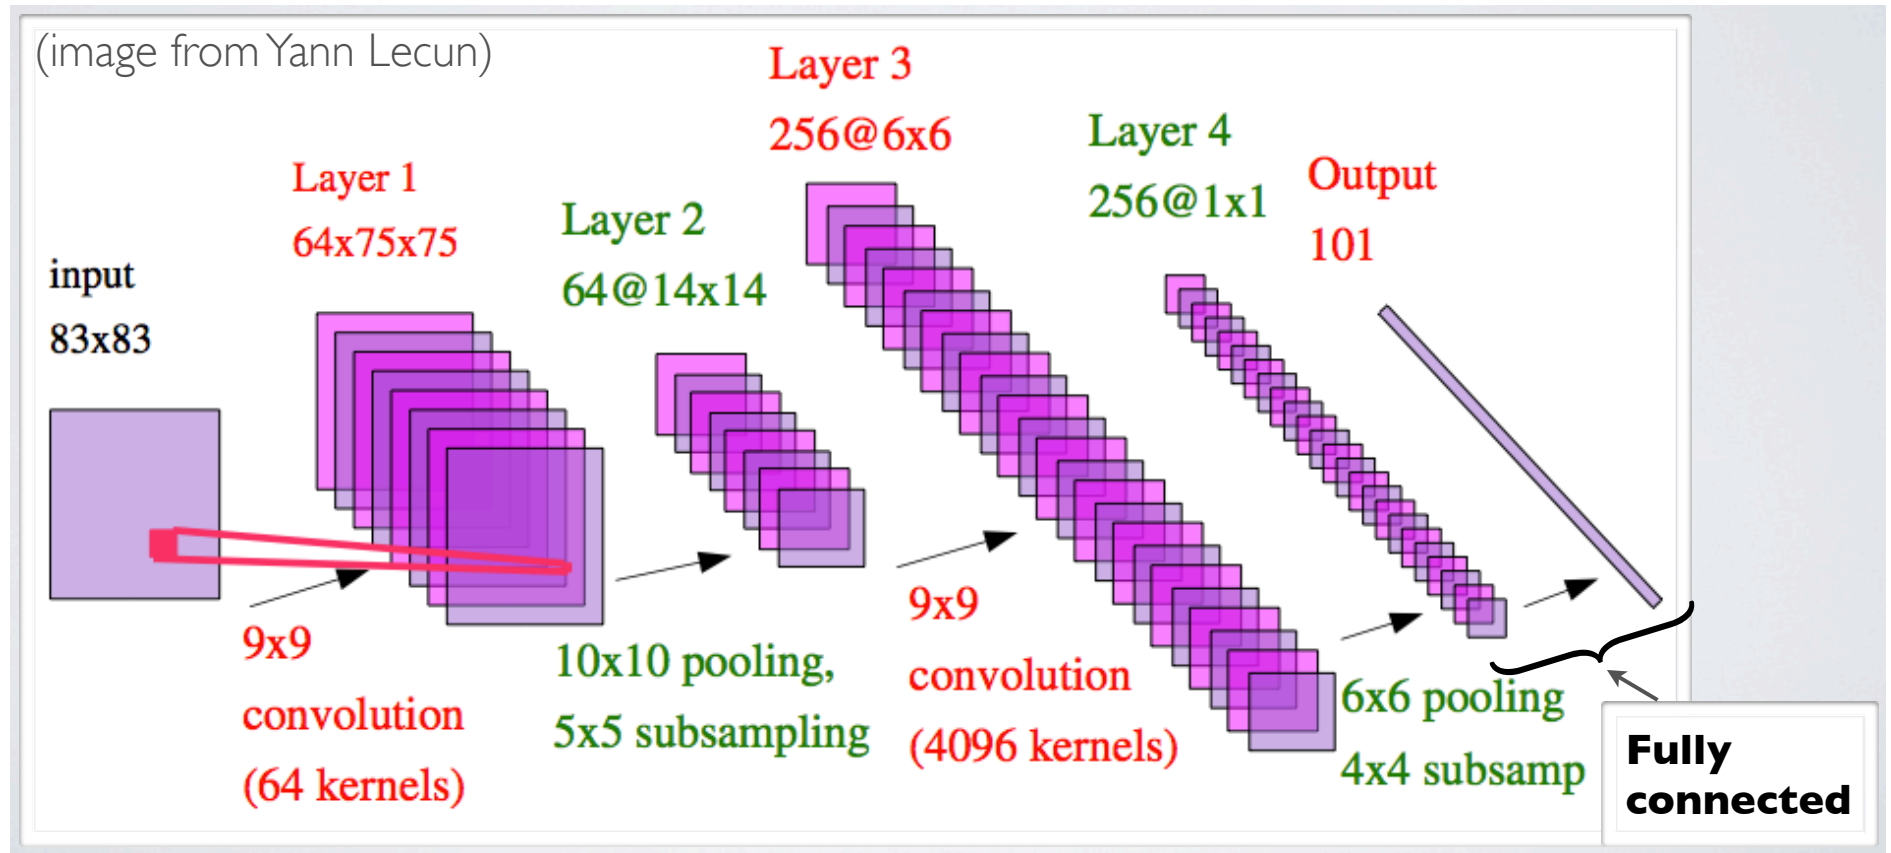 (image from Yann Lecun)
input
83x83
Layer 1
64x75x75
Layer 2
64@14x14
Layer 3
256@6x6
Layer 4
256@1x1
Output
101
9x9
convolution
(64 kernels)
10x10 pooling,
5x5 subsampling
9x9
convolution
(4096 kernels)
6x6 pooling
4x4 subsamp
Fully
connected